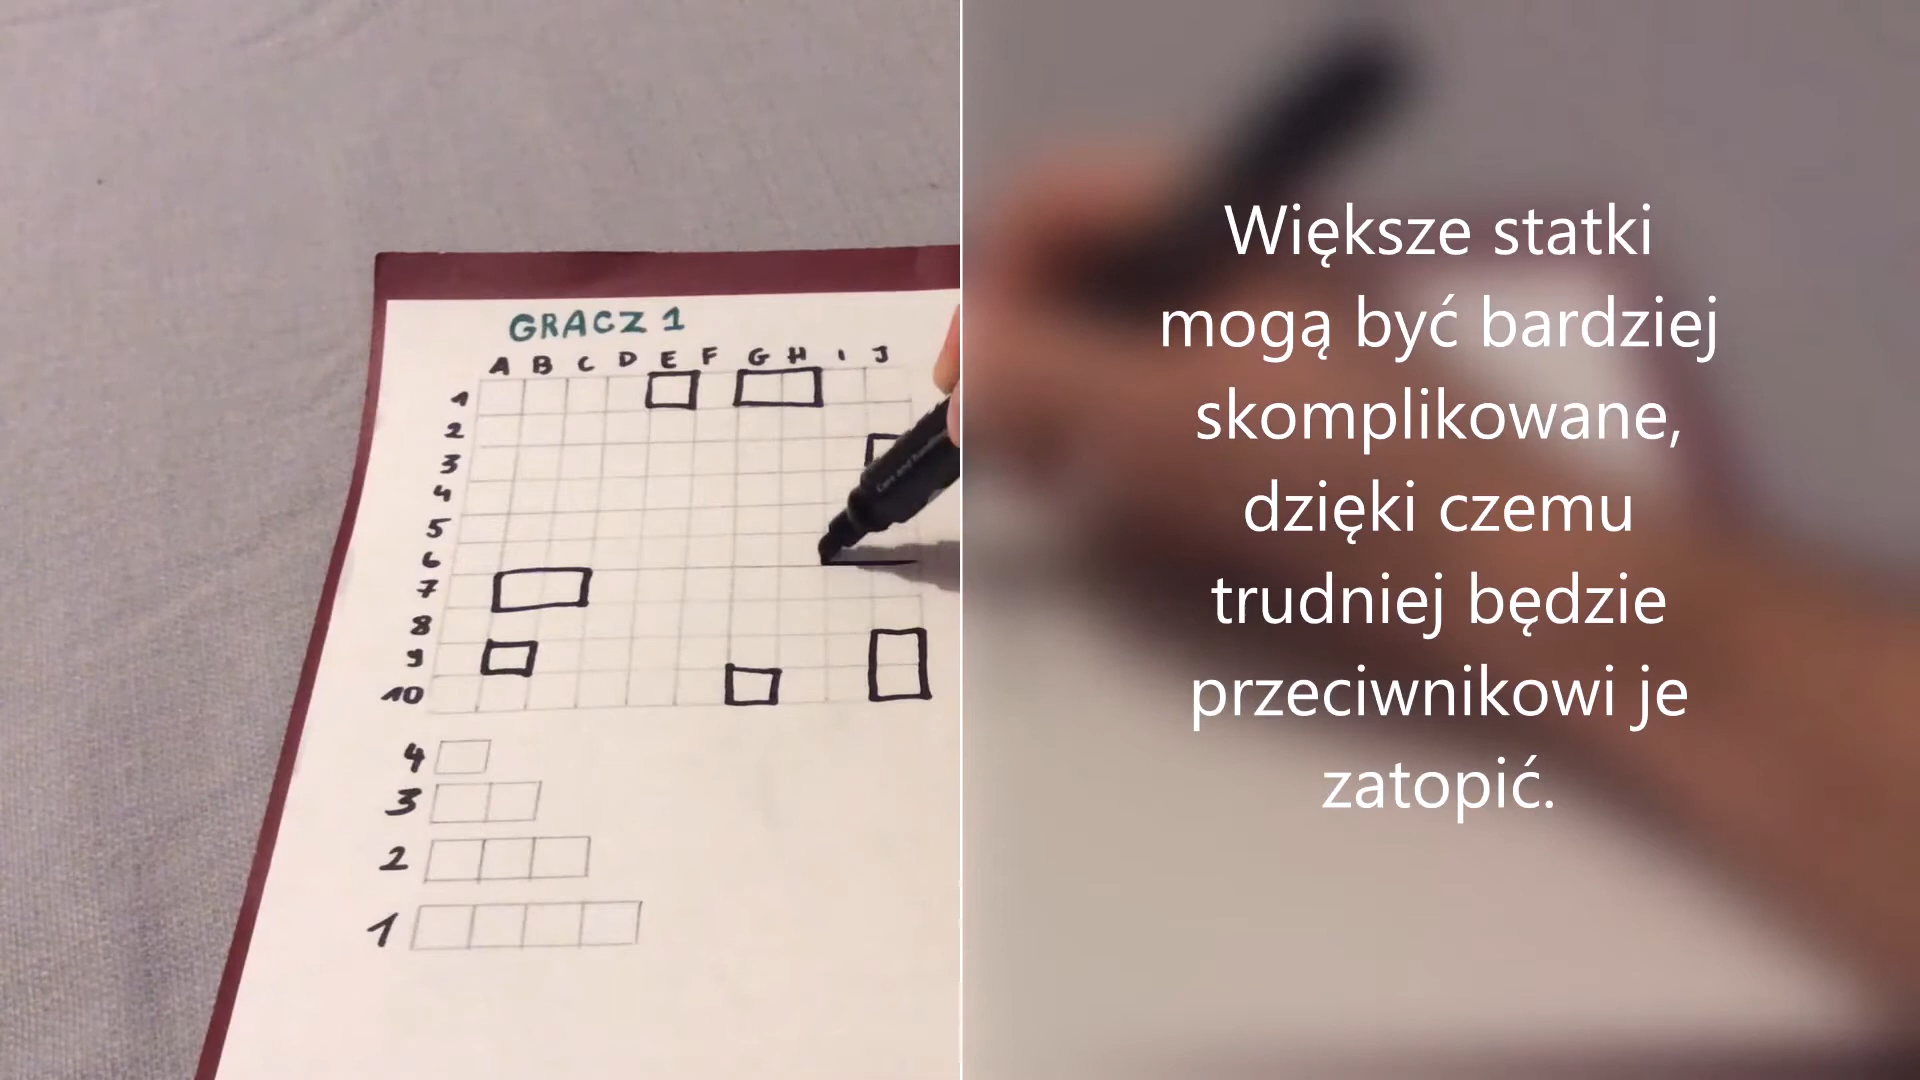 GRACZ 1
A B C D E F G H I J
1
2
3
4
5
6
7
8
9
10
4
3
2
1
Większe statki
mogą być bardziej
skomplikowane,
dzięki czemu
trudniej będzie
przeciwnikowi je
zatopić.